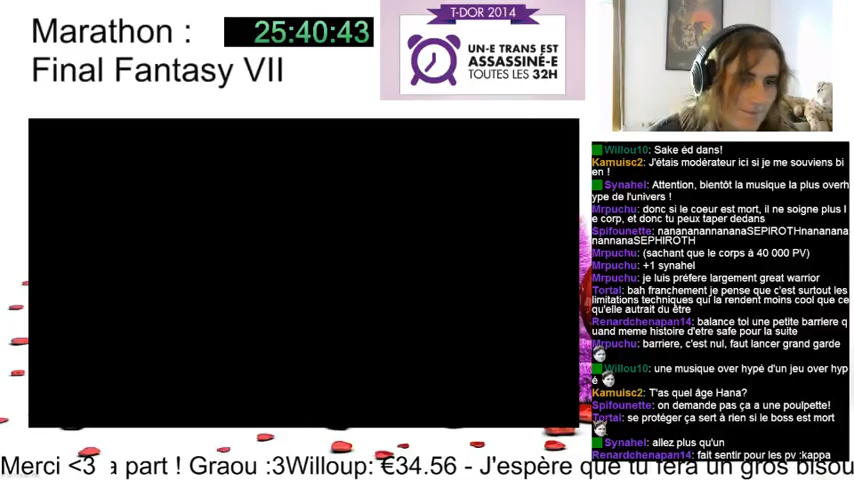 Marathon :
Final Fantasy VII
25:40:43
T-DOR 2014
UN-E TRANS EST
ASSASSINÉ-E
TOUTES LES 32H
Willou10: Sake éd dans!
Kamuisc2: J'étais modérateur ici si je me souviens bi
en !
Synahel: Attention, bientôt la musique la plus overh
ype de l'univers !
Mrpuchu: donc si le coeur est mort, il ne soigne plus l
e corp, et donc tu peux taper dedans
Spifounette: nanananannananaSEPIROTHnananana
nannanaSEPHIROTH
Mrpuchu: (sachant que le corps à 40 000 PV)
Mrpuchu: +1 synahel
Mrpuchu: je luis préfere largement great warrior
Tortal: bah franchement je pense que c'est surtout les
limitations techniques qui la rendent moins cool que ce
qu'elle autrait du être
Renardchenapan14: balance toi une petite barriere q
uand meme histoire d'etre safe pour la suite
Mrpuchu: barriere, c'est nul, faut lancer grand garde
Willou10: une musique over hypé d'un jeu over hyp
é
Kamuisc2: T'as quel âge Hana?
Spifounette: on demande pas ça a une poulpette!
Tortal: se protéger ça sert à rien si le boss est mort
Synahel: allez plus qu'un
Renardchenapan14: fait sentir pour les pv :kappa
Merci <3 a part ! Graou :3Willoup: €34.56 - J'espère que tu fera un gros bisou